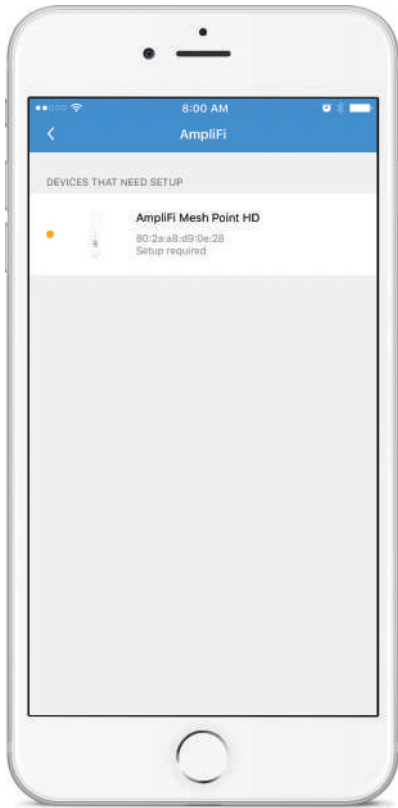 8:00 AM
AmpliFi
DEVICES THAT NEED SETUP
AmpliFi Mesh Point HD
80:2a:a8:d9:0e:28
Setup required